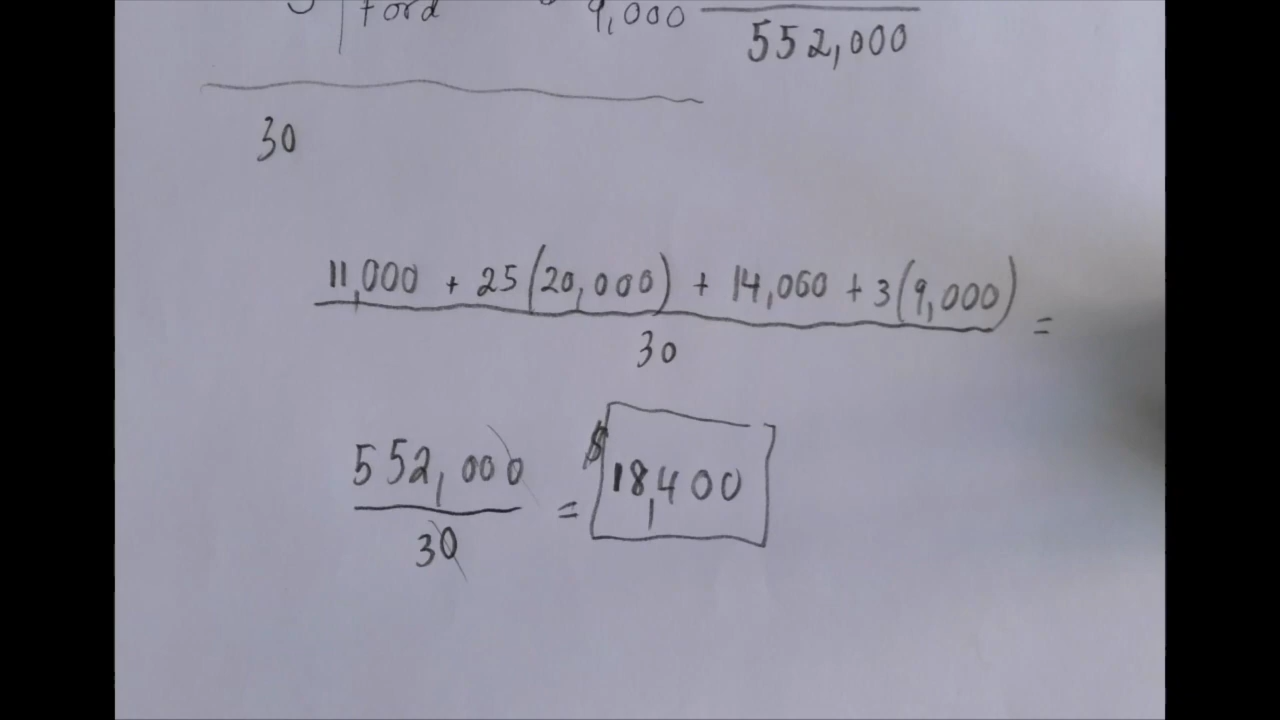 Ford 9,000
552,000
30
11,000 + 25(20,000) + 14,000 + 3(9,000) =
30
552,000 = $18,400
30